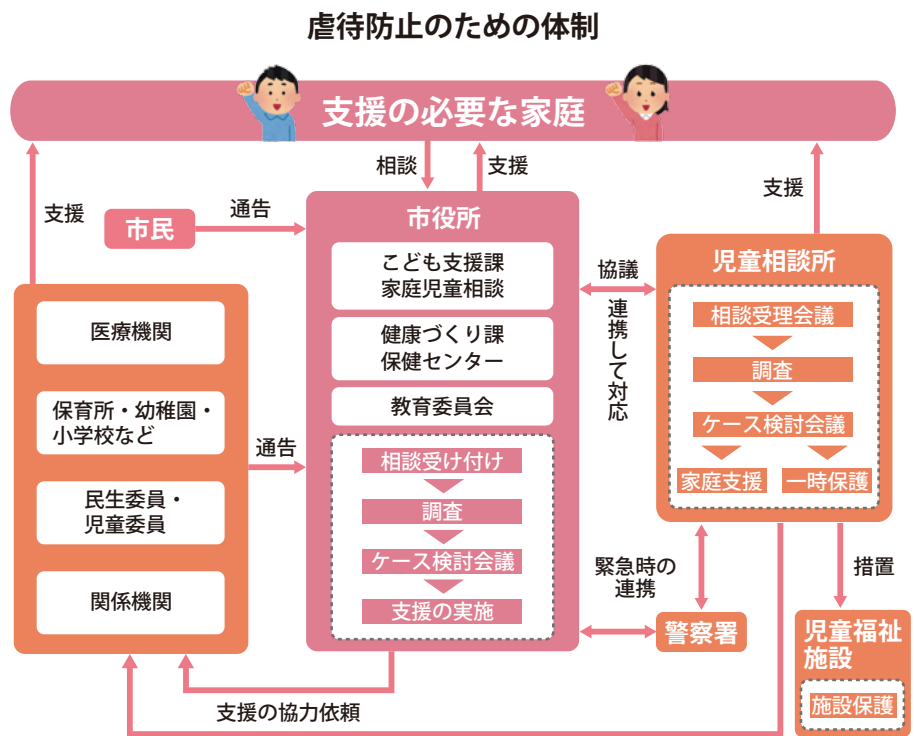 虐待防止のための体制
支援の必要な家庭
支援
相談
支援
支援
市民
通告
市役所
こども支援課
家庭児童相談
健康づくり課
保健センター
教育委員会
相談受け付け
調査
ケース検討会議
支援の実施
医療機関
保育所・幼稚園・
小学校など
民生委員・
児童委員
関係機関
通告
協議
連携して対応
児童相談所
相談受理会議
調査
ケース検討会議
家庭支援
一時保護
緊急時の
連携
警察署
措置
児童福祉
施設
施設保護
支援の協力依頼